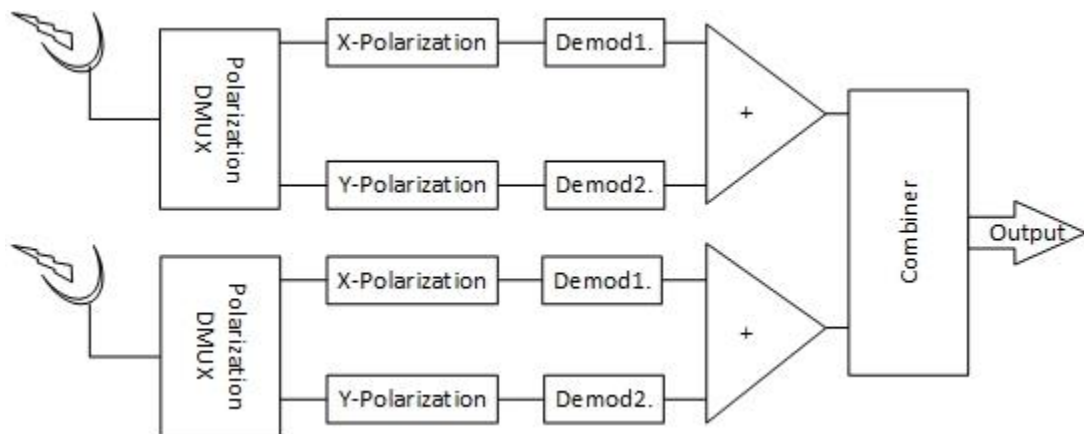 Polarization
DMUX
X-Polarization
Demod1.
Y-Polarization
Demod2.
+
Polarization
DMUX
X-Polarization
Demod1.
Y-Polarization
Demod2.
+
Combiner
Output